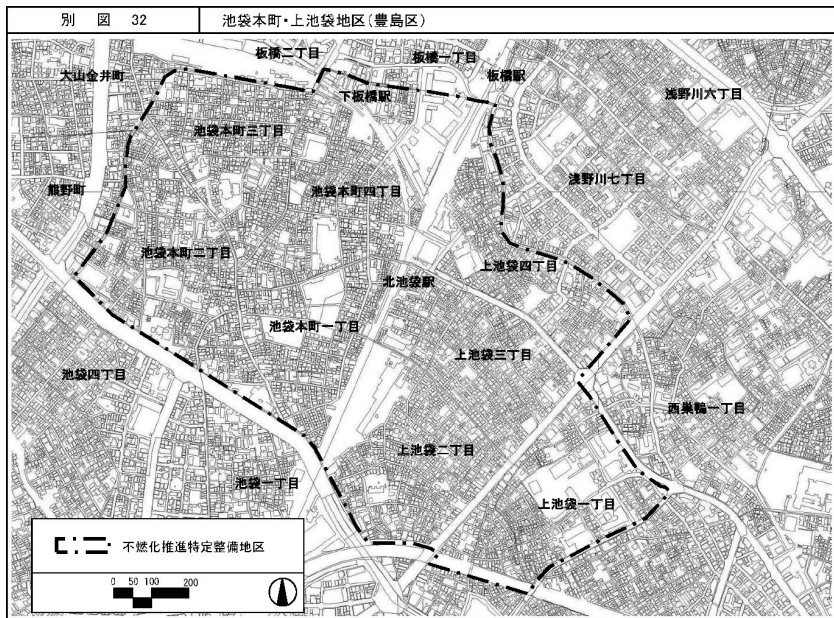 別 図 32
池袋本町・上池袋地区(豊島区)
板橋二丁目
板橋一丁目
大山金井町
板橋駅
下板橋駅
浅野川六丁目
池袋本町三丁目
浅野川七丁目
熊野町
池袋本町四丁目
池袋本町二丁目
上池袋四丁目
北池袋駅
池袋本町一丁目
上池袋三丁目
池袋四丁目
西巣鴨一丁目
上池袋二丁目
池袋一丁目
上池袋一丁目
不燃化推進特定整備地区
0 50 100 200